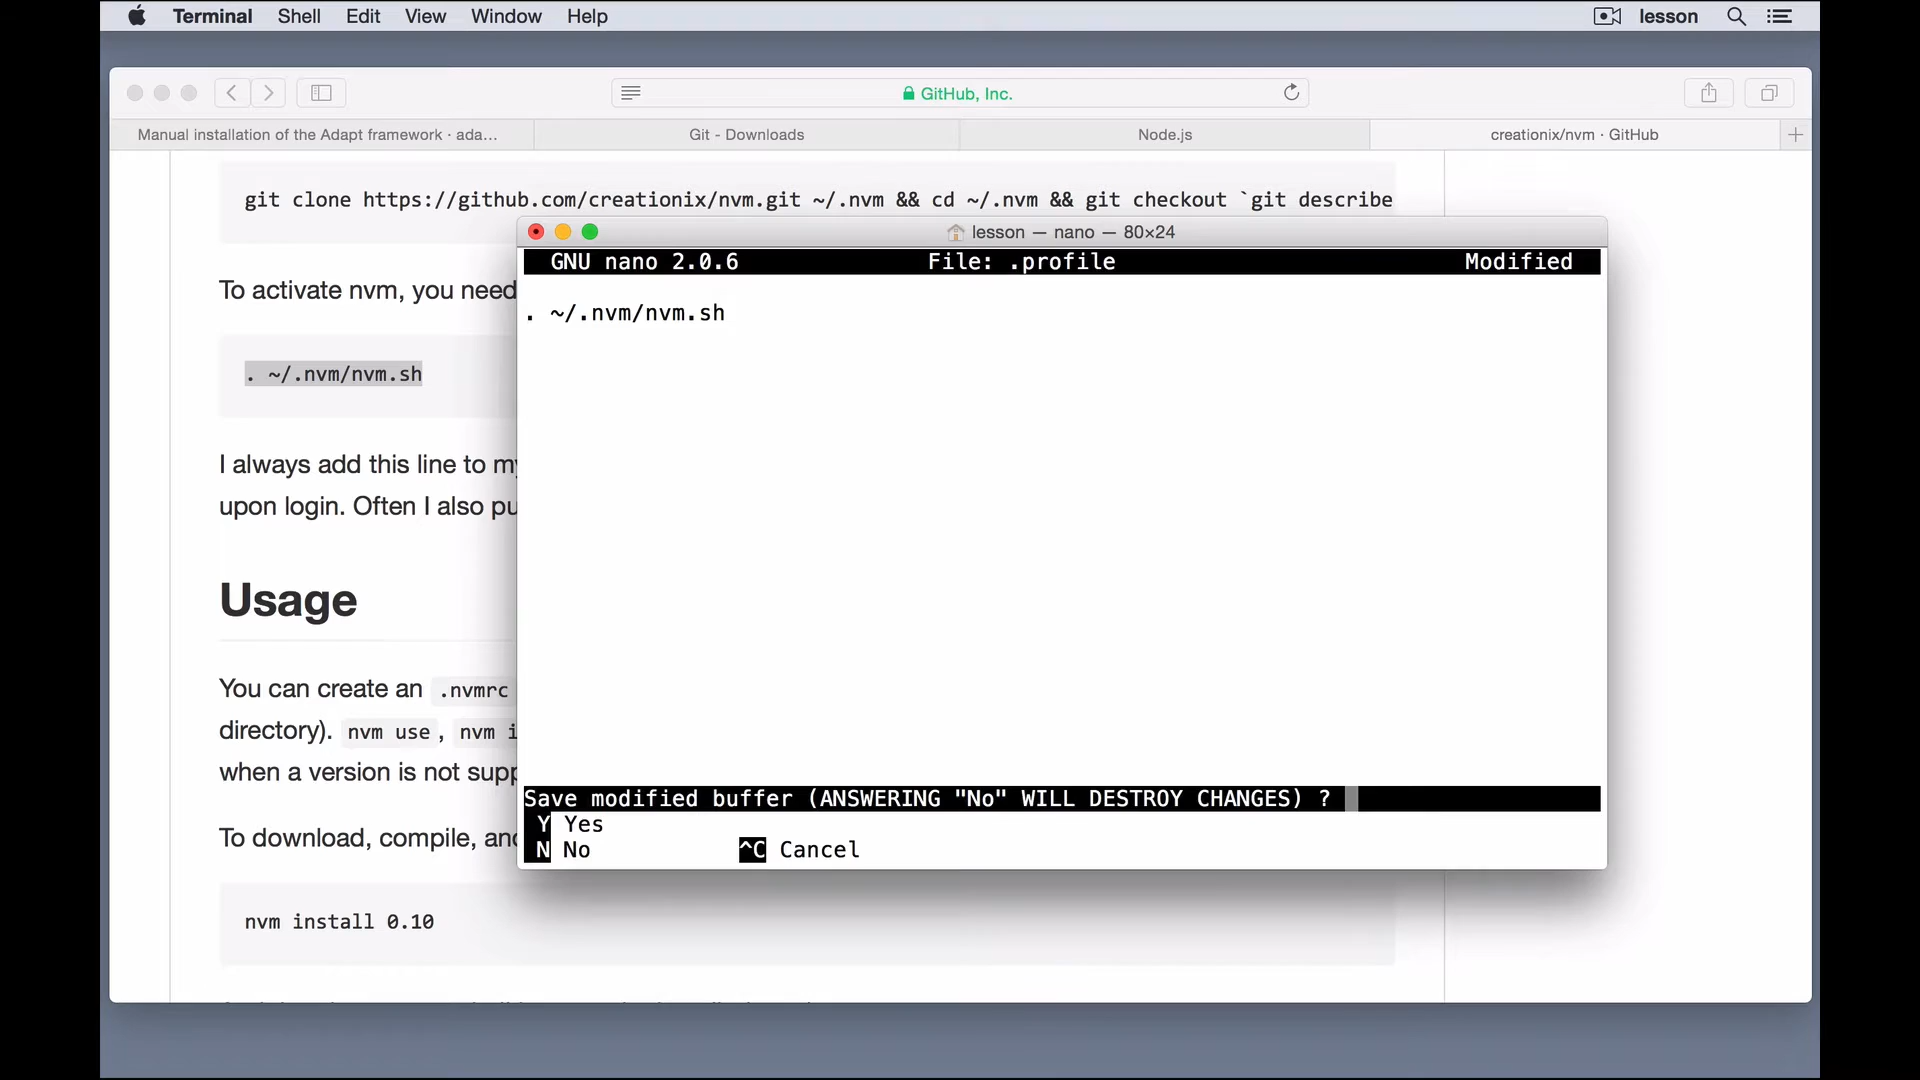 Terminal Shell Edit View Window Help lesson
GitHub, Inc.
Manual installation of the Adapt framework · ada...
Git - Downloads
Node.js
creationix/nvm · GitHub
git clone https://github.com/creationix/nvm.git ~/.nvm && cd ~/.nvm && git checkout `git describe
To activate nvm, you need
. ~/.nvm/nvm.sh
I always add this line to my
upon login. Often I also pu
Usage
You can create an .nvmrc
directory). nvm use, nvm i
when a version is not supp
To download, compile, and
nvm install 0.10
lesson — nano — 80×24
GNU nano 2.0.6 File: .profile Modified
. ~/.nvm/nvm.sh
Save modified buffer (ANSWERING "No" WILL DESTROY CHANGES) ?
Y Yes
N No ^C Cancel